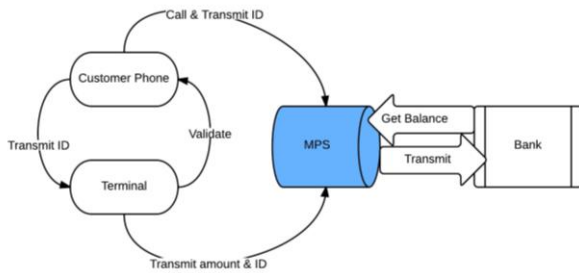 Call & Transmit ID
Customer Phone
Get Balance
Transmit ID
Validate
MPS
Bank
Transmit
Terminal
Transmit amount & ID